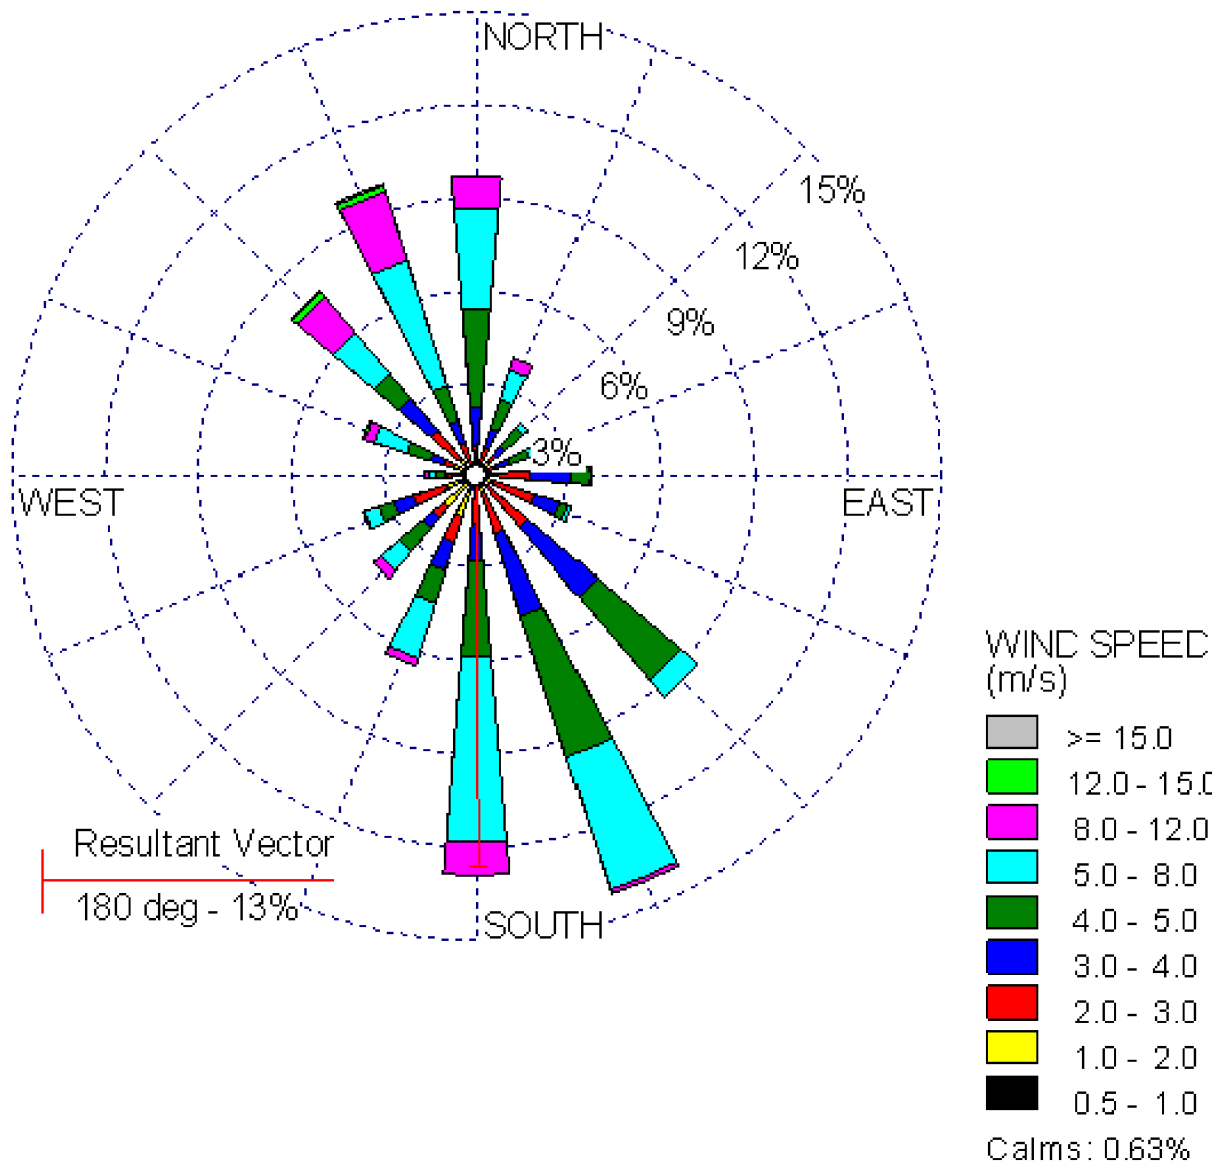 NORTH
15%
12%
9%
6%
3%
WEST
EAST
SOUTH
Resultant Vector
180 deg - 13%
WIND SPEED
(m/s)
>= 15.0
12.0 - 15.0
8.0 - 12.0
5.0 - 8.0
4.0 - 5.0
3.0 - 4.0
2.0 - 3.0
1.0 - 2.0
0.5 - 1.0
Calms: 0.63%